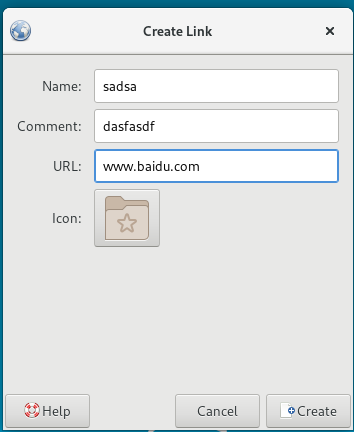 Create Link
Name: sadsa
Comment: dasfasdf
URL: www.baidu.com
Icon:
Help Cancel Create